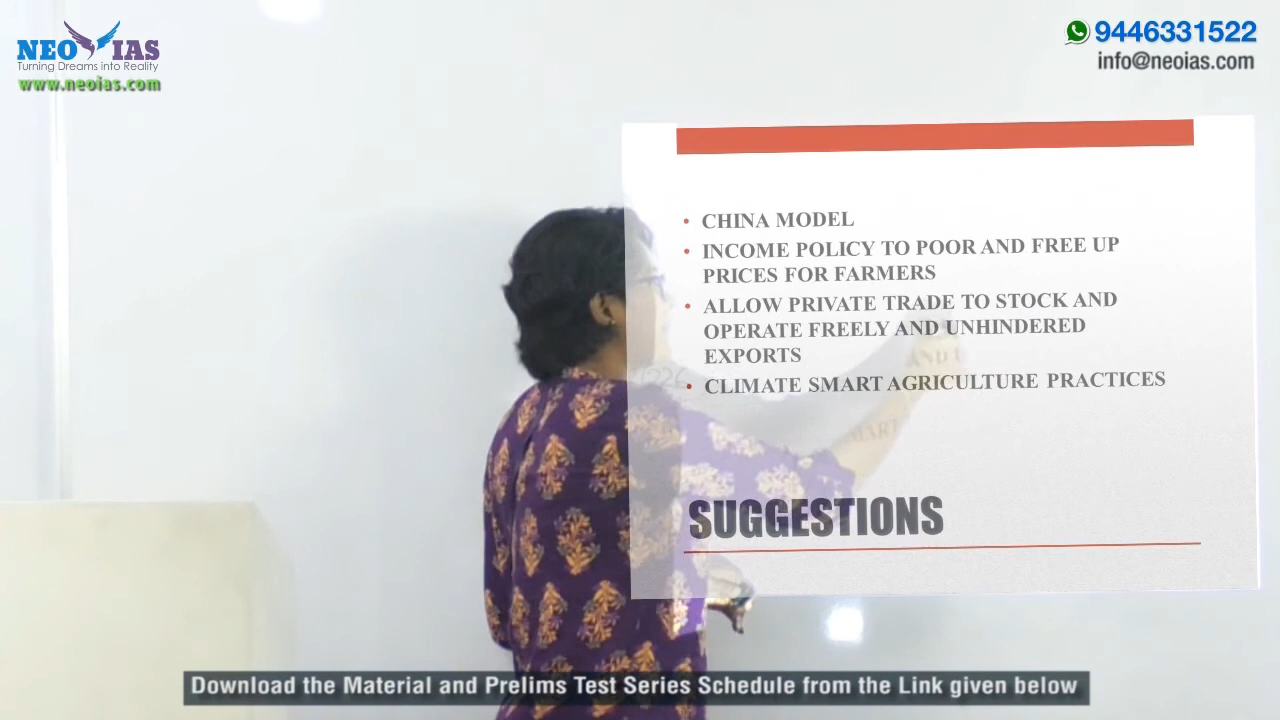 NEO IAS
Turning Dreams into Reality
www.neoias.com
9446331522
info@neoias.com
• CHINA MODEL
• INCOME POLICY TO POOR AND FREE UP
PRICES FOR FARMERS
• ALLOW PRIVATE TRADE TO STOCK AND
OPERATE FREELY AND UNHINDERED
EXPORTS
AND
• CLIMATE SMART AGRICULTURE PRACTICES
SUGGESTIONS
Download the Material and Prelims Test Series Schedule from the Link given below